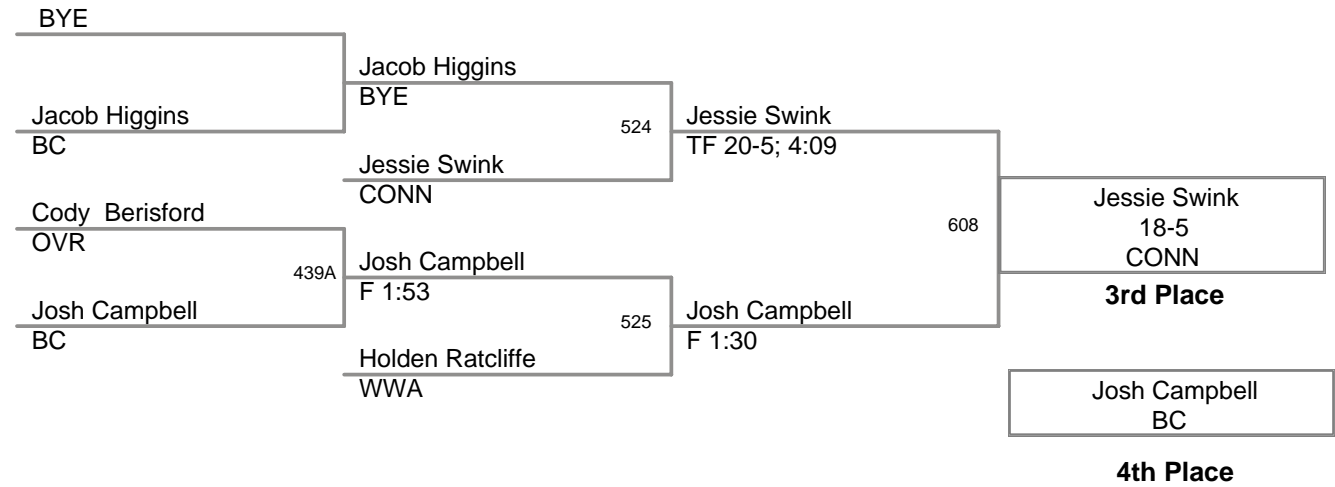 BYE
Jacob Higgins
BC
Cody  Berisford
OVR
Josh Campbell
BC
439A
Jacob Higgins
BYE
Jessie Swink
CONN
Josh Campbell
F 1:53
Holden Ratcliffe
WWA
524
525
Jessie Swink
TF 20-5; 4:09
Josh Campbell
F 1:30
608
Jessie Swink
18-5
CONN
3rd Place
Josh Campbell
BC
4th Place